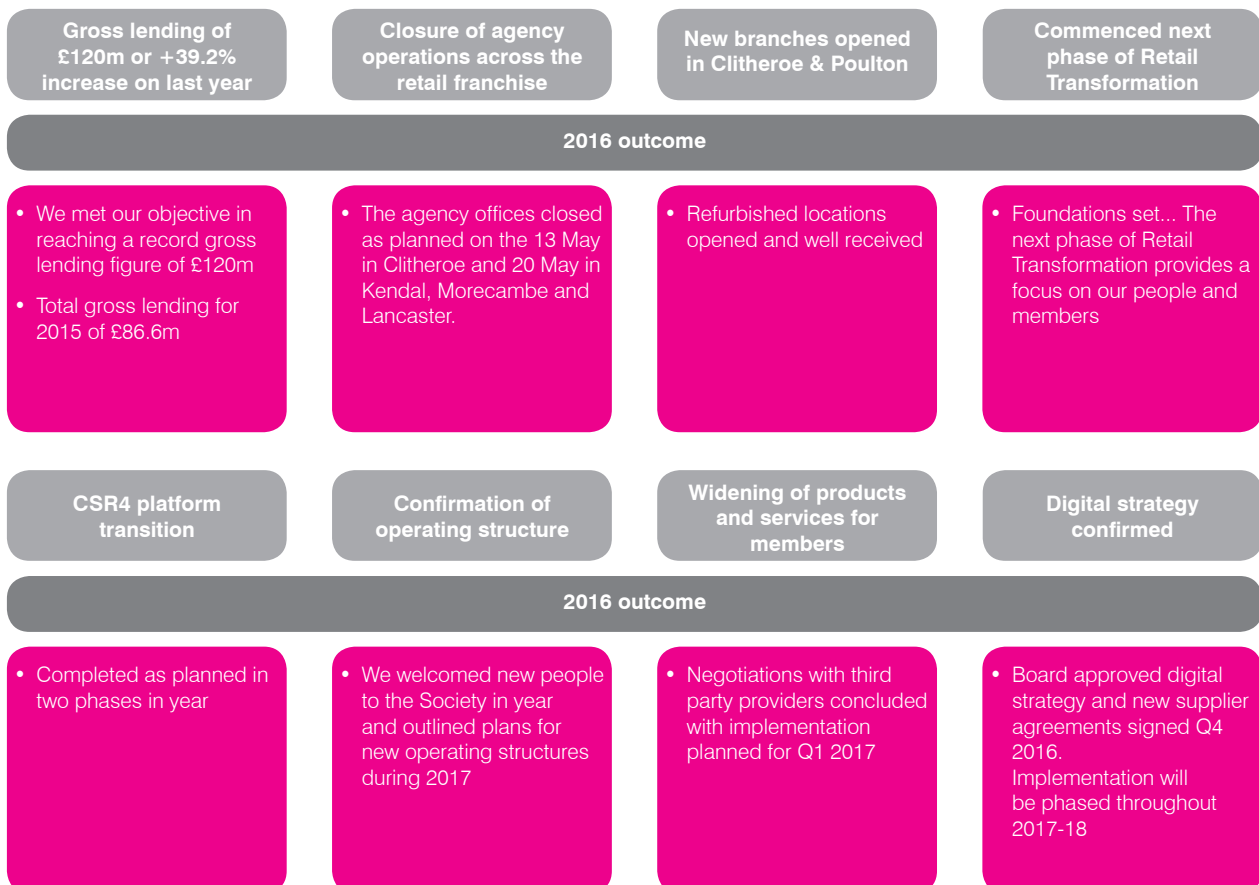 Gross lending of
£120m or +39.2%
increase on last year
Closure of agency
operations across the
retail franchise
New branches opened
in Clitheroe & Poulton
Commenced next
phase of Retail
Transformation
2016 outcome
• We met our objective in
reaching a record gross
lending figure of £120m
• Total gross lending for
2015 of £86.6m
• The agency offices closed
as planned on the 13 May
in Clitheroe and 20 May in
Kendal, Morecambe and
Lancaster.
• Refurbished locations
opened and well received
• Foundations set... The
next phase of Retail
Transformation provides a
focus on our people and
members
CSR4 platform
transition
Confirmation of
operating structure
Widening of products
and services for
members
Digital strategy
confirmed
2016 outcome
• Completed as planned in
two phases in year
• We welcomed new people
to the Society in year
and outlined plans for
new operating structures
during 2017
• Negotiations with third
party providers concluded
with implementation
planned for Q1 2017
• Board approved digital
strategy and new supplier
agreements signed Q4
2016.
Implementation will
be phased throughout
2017-18